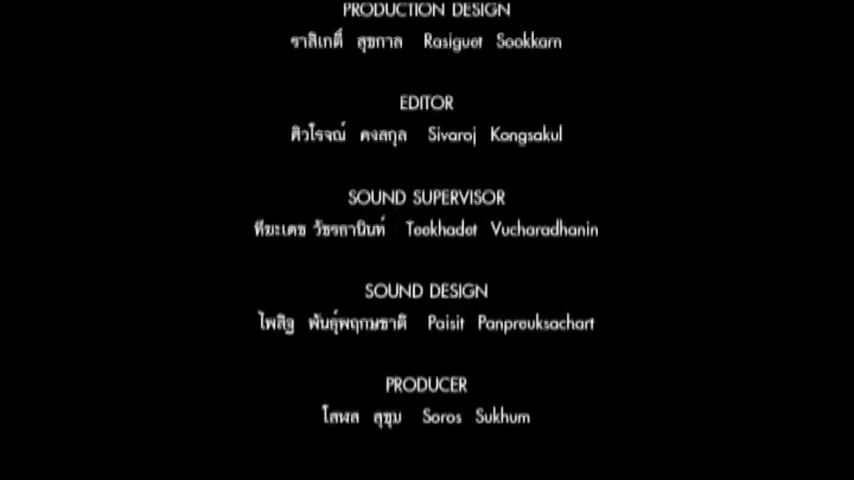 PRODUCTION DESIGN
ราสิเกติ์ สุขกาล Rasiguet Sookkarn
EDITOR
ศิวโรจณ์ คงสกุล Sivaroj Kongsakul
SOUND SUPERVISOR
ทีฆะเดช วัชรธานินท์ Teekhadet Vucharadhanin
SOUND DESIGN
ไพสิฐ พันธุ์พฤกษชาติ Paisit Panpreuksachart
PRODUCER
โสฬส สุขุม Soros Sukhum